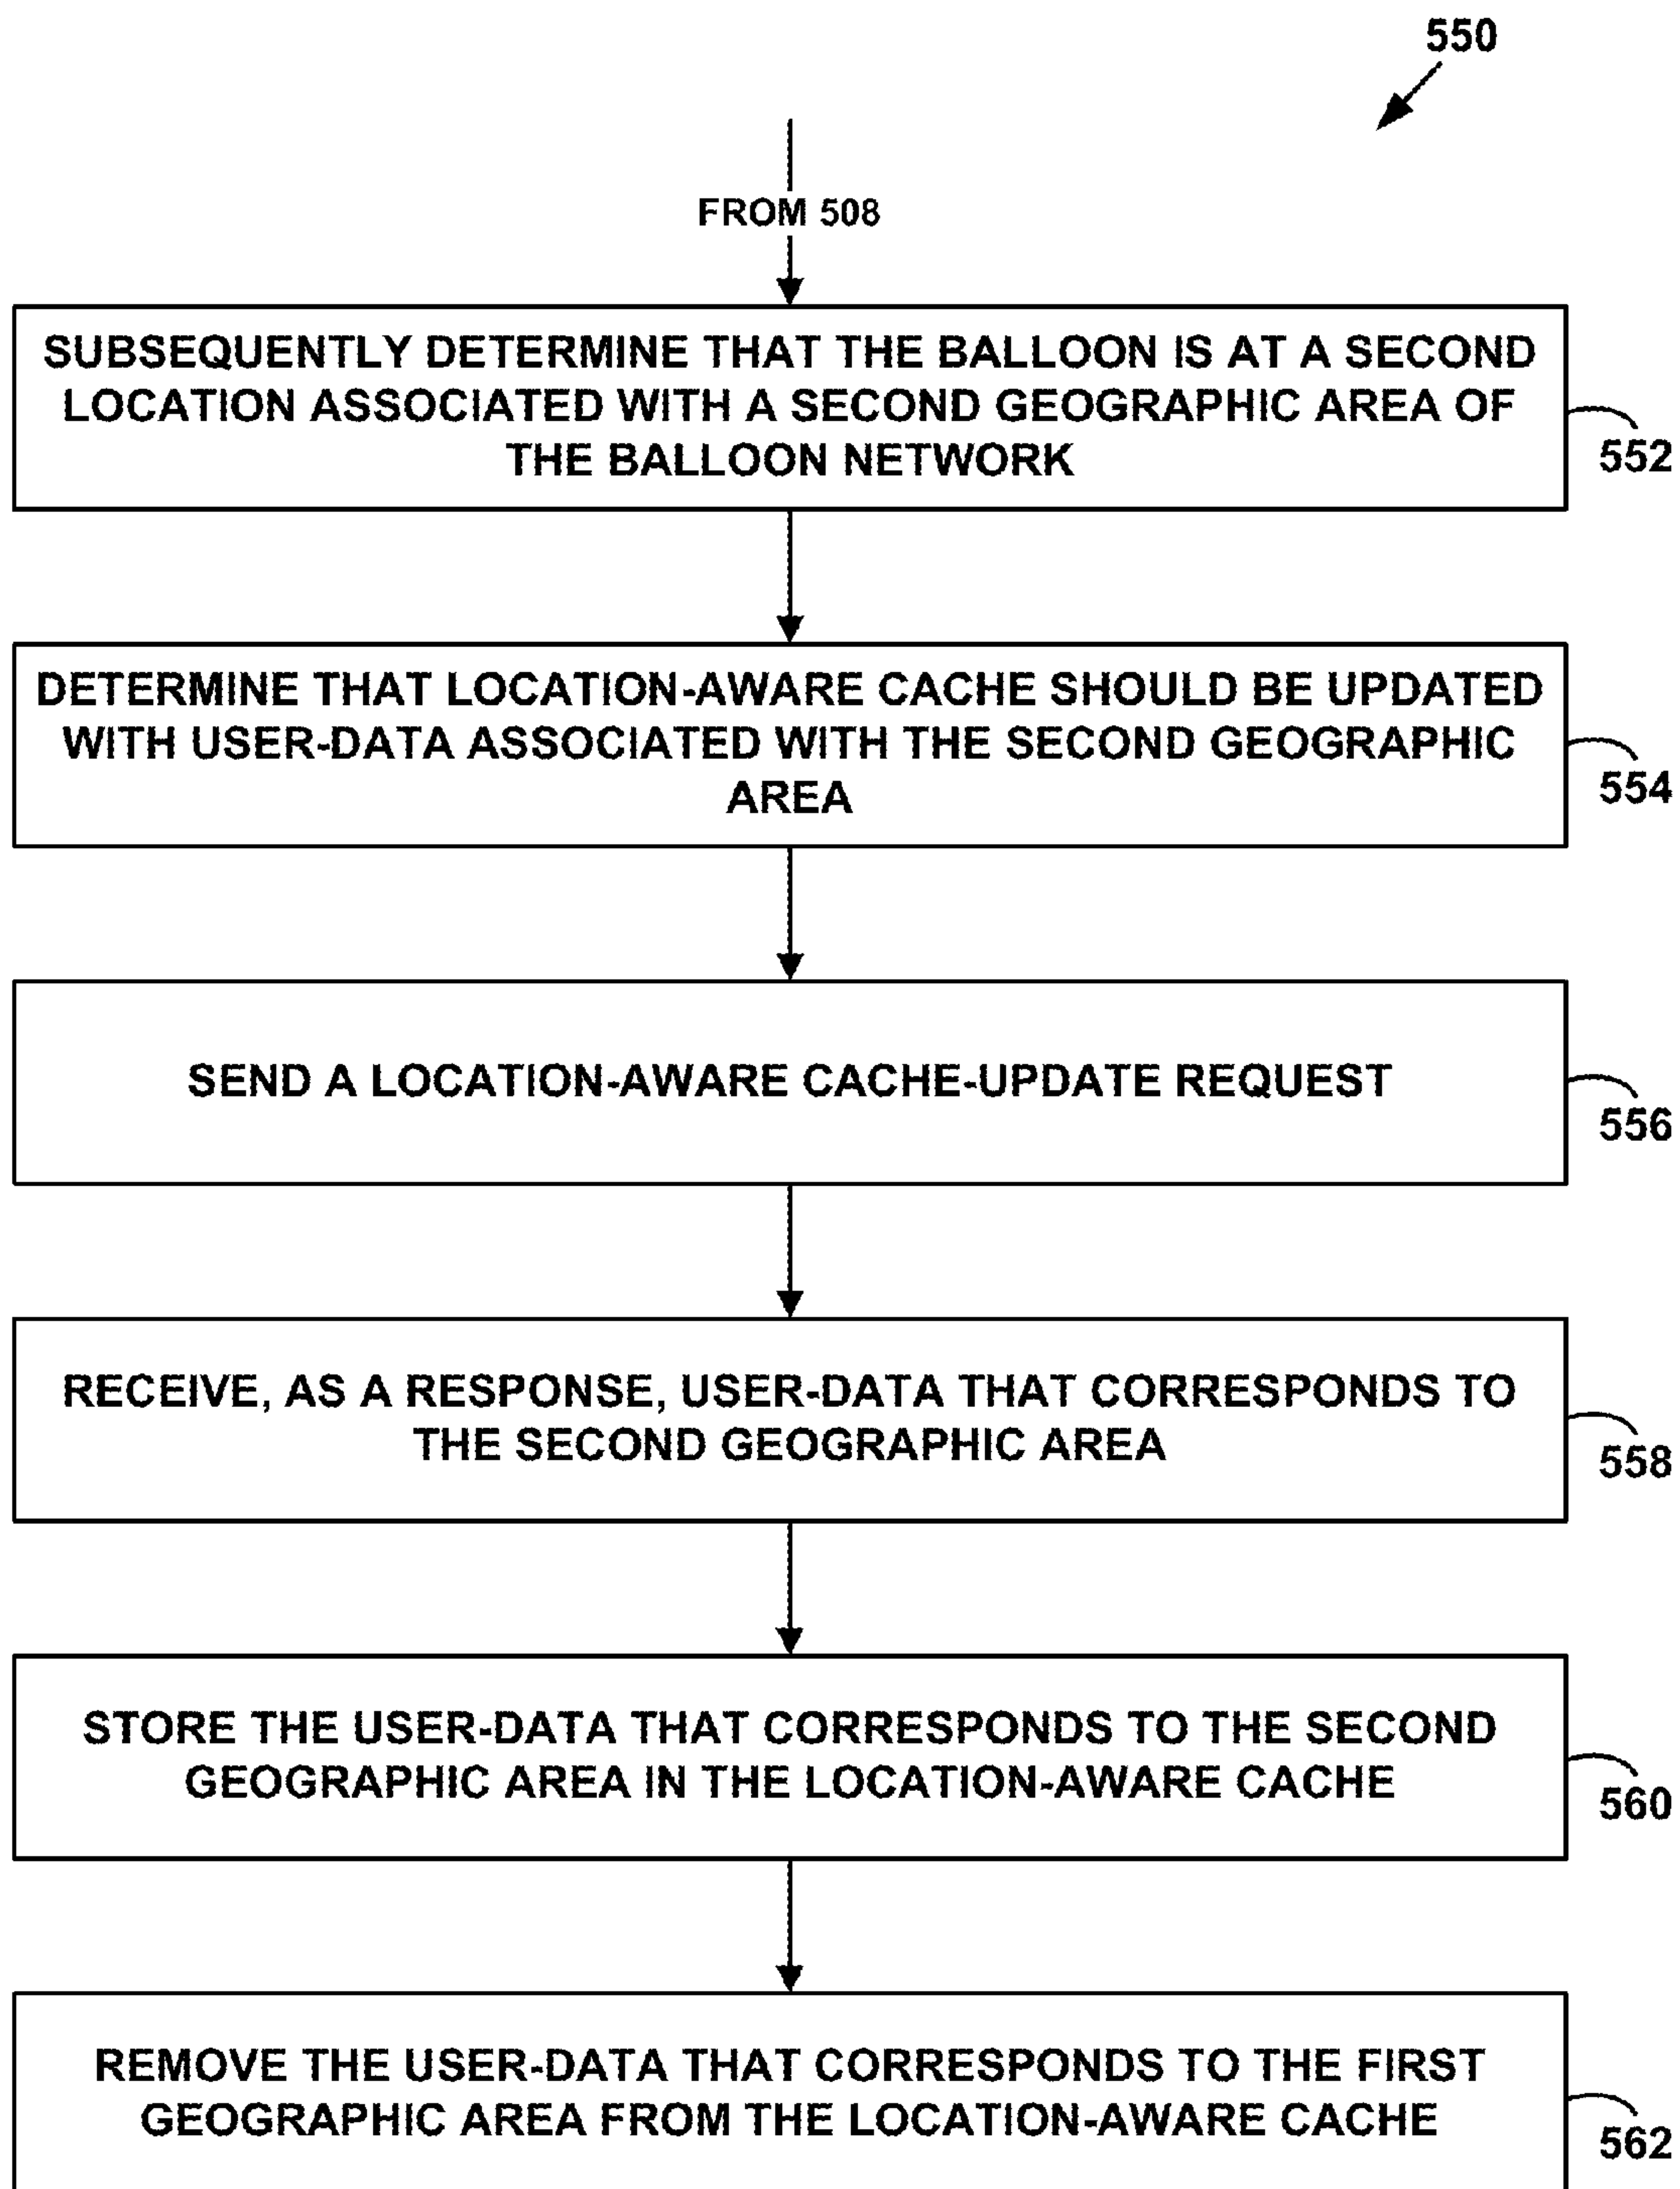 550
FROM 508
SUBSEQUENTLY DETERMINE THAT THE BALLOON IS AT A SECOND
LOCATION ASSOCIATED WITH A SECOND GEOGRAPHIC AREA OF
THE BALLOON NETWORK
552
DETERMINE THAT LOCATION-AWARE CACHE SHOULD BE UPDATED
WITH USER-DATA ASSOCIATED WITH THE SECOND GEOGRAPHIC
AREA
554
SEND A LOCATION-AWARE CACHE-UPDATE REQUEST
556
RECEIVE, AS A RESPONSE, USER-DATA THAT CORRESPONDS TO
THE SECOND GEOGRAPHIC AREA
558
STORE THE USER-DATA THAT CORRESPONDS TO THE SECOND
GEOGRAPHIC AREA IN THE LOCATION-AWARE CACHE
560
REMOVE THE USER-DATA THAT CORRESPONDS TO THE FIRST
GEOGRAPHIC AREA FROM THE LOCATION-AWARE CACHE
562